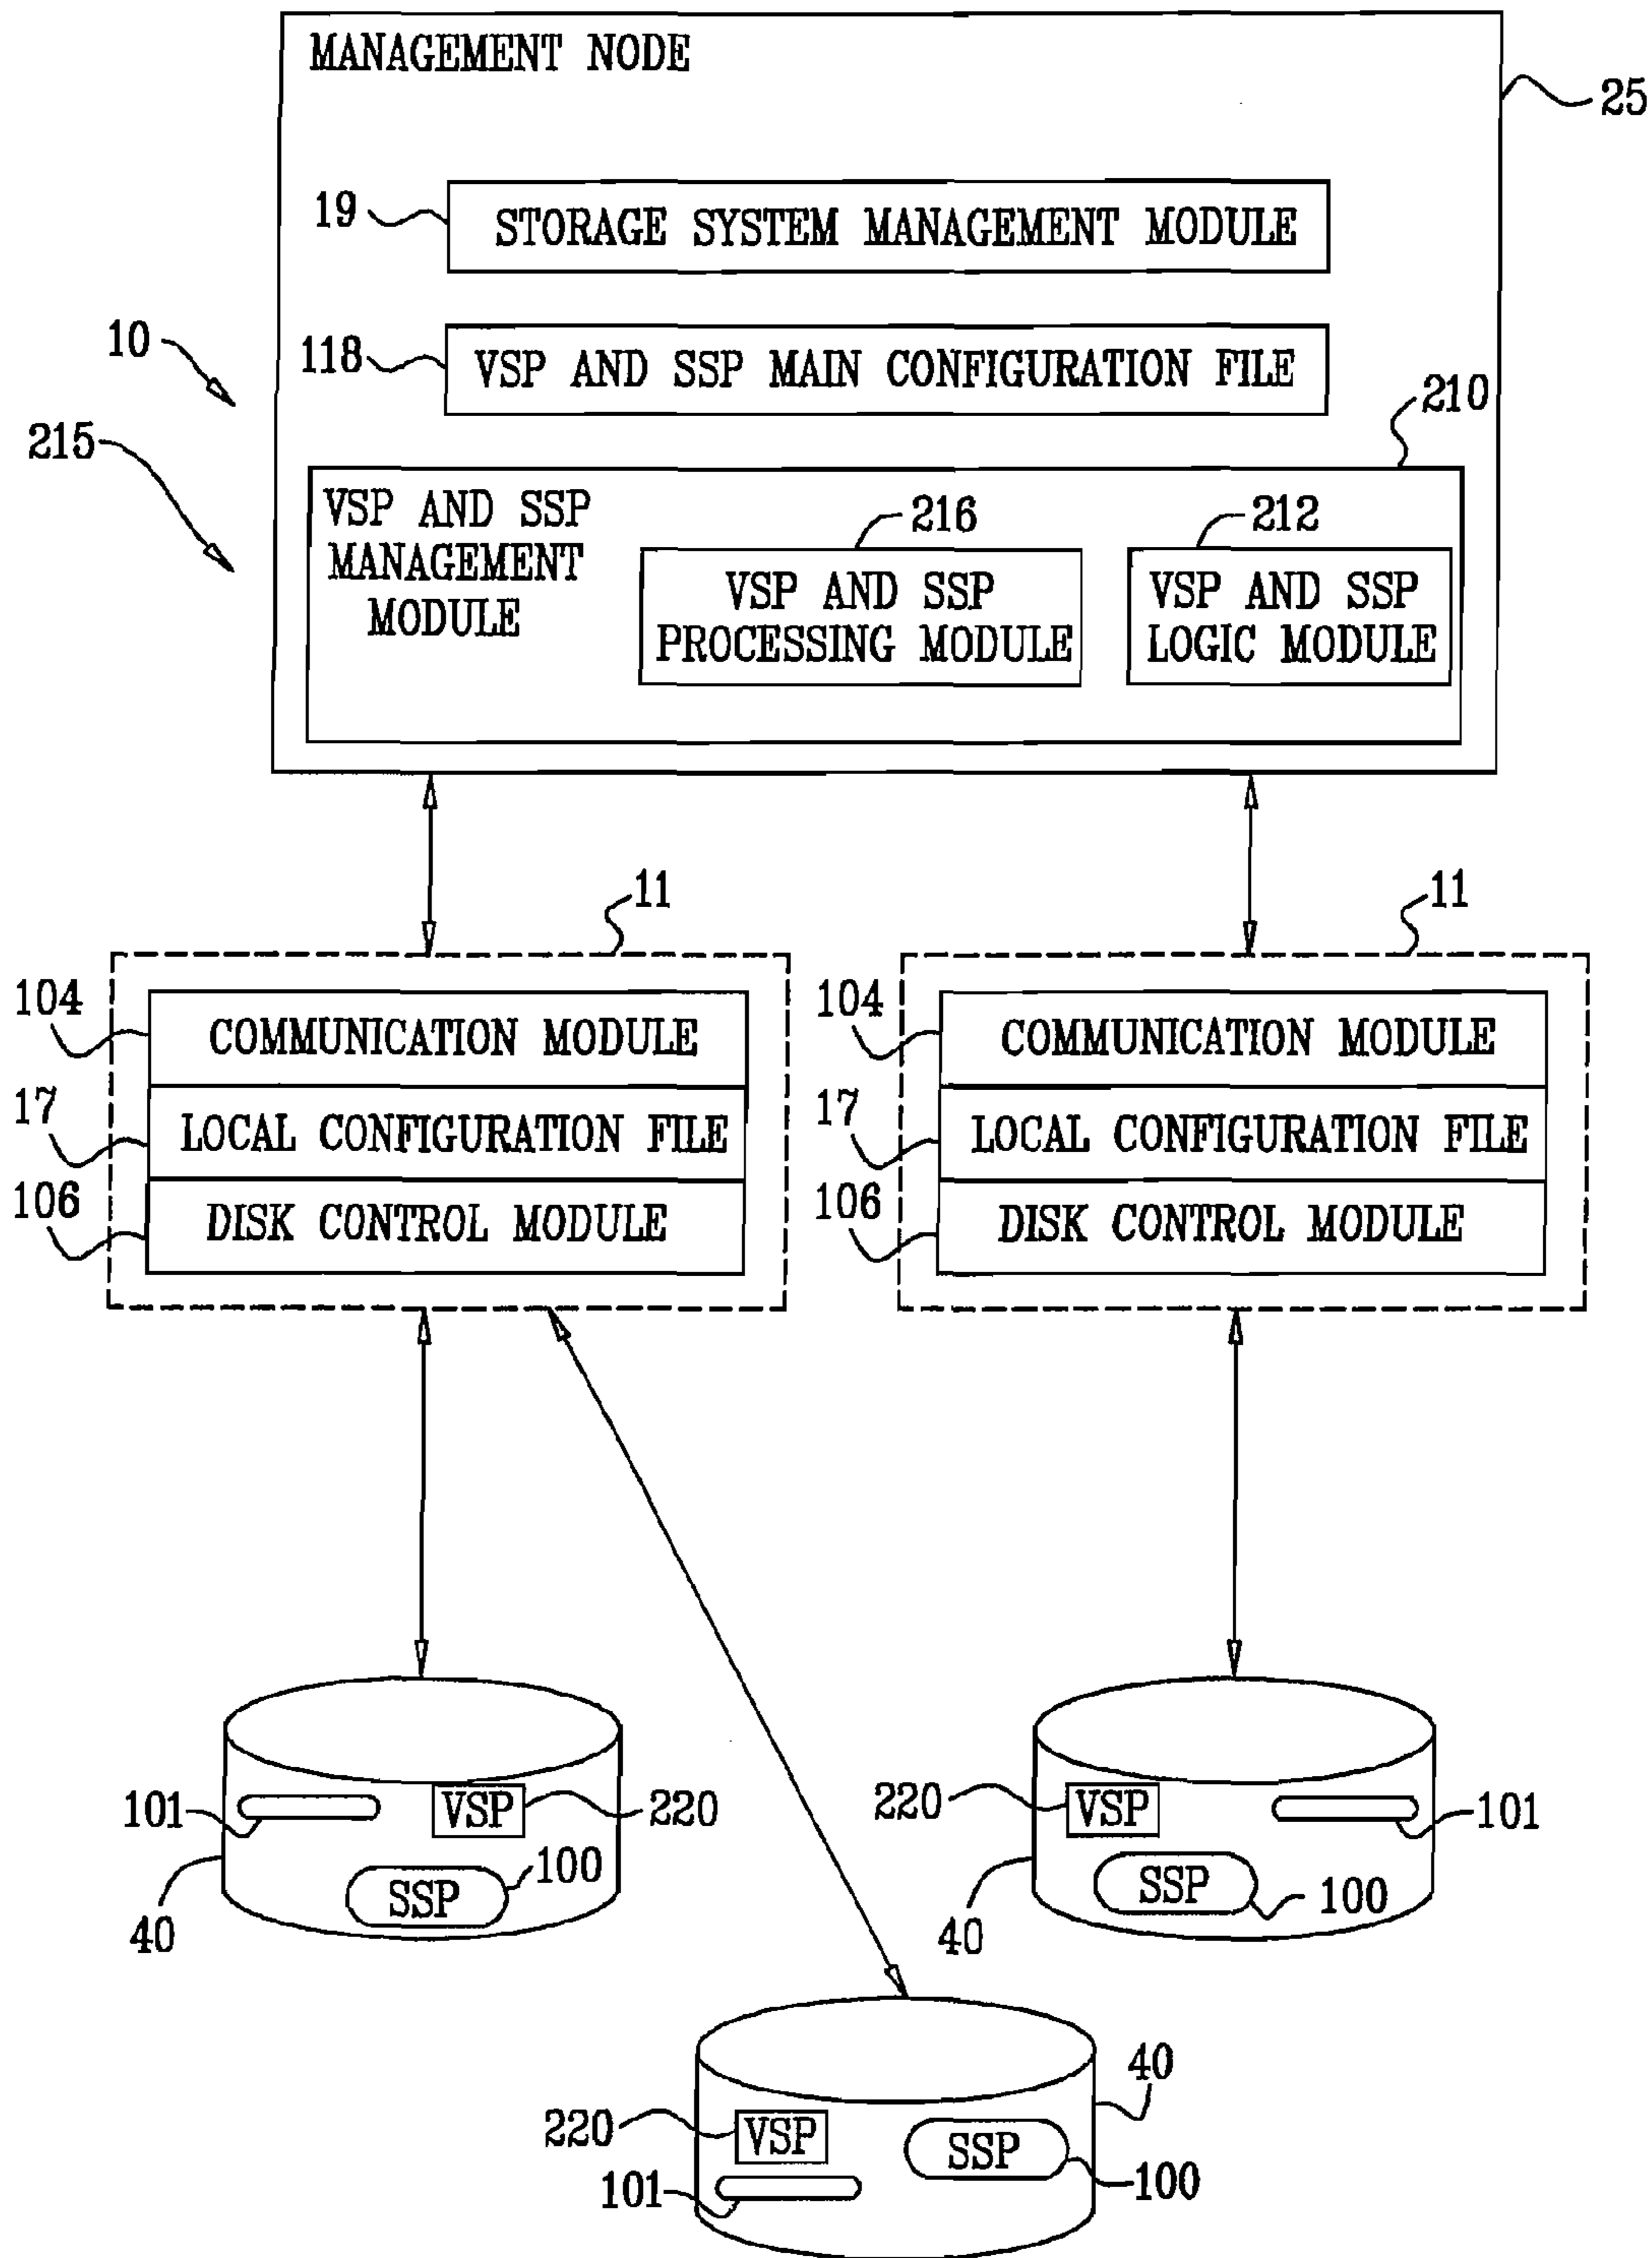 MANAGEMENT NODE
25
19
STORAGE SYSTEM MANAGEMENT MODULE
10
118
VSP AND SSP MAIN CONFIGURATION FILE
210
215
VSP AND SSP
MANAGEMENT
MODULE
216
VSP AND SSP
PROCESSING MODULE
212
VSP AND SSP
LOGIC MODULE
11
104
COMMUNICATION MODULE
17
LOCAL CONFIGURATION FILE
106
DISK CONTROL MODULE
11
104
COMMUNICATION MODULE
17
LOCAL CONFIGURATION FILE
106
DISK CONTROL MODULE
101
VSP
220
SSP
100
40
220
VSP
101
SSP
100
40
40
220
VSP
SSP
101
100